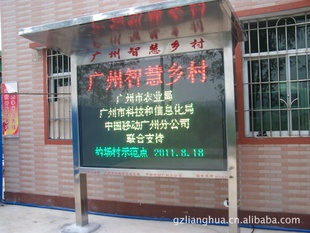 广州智慧乡村
广州智慧乡村
广州市农业局
广州市科技和信息化局
中国移动广州分公司
联合支持
约场村示范点 2011.8.18
gzlianghua.cn.alibaba.com